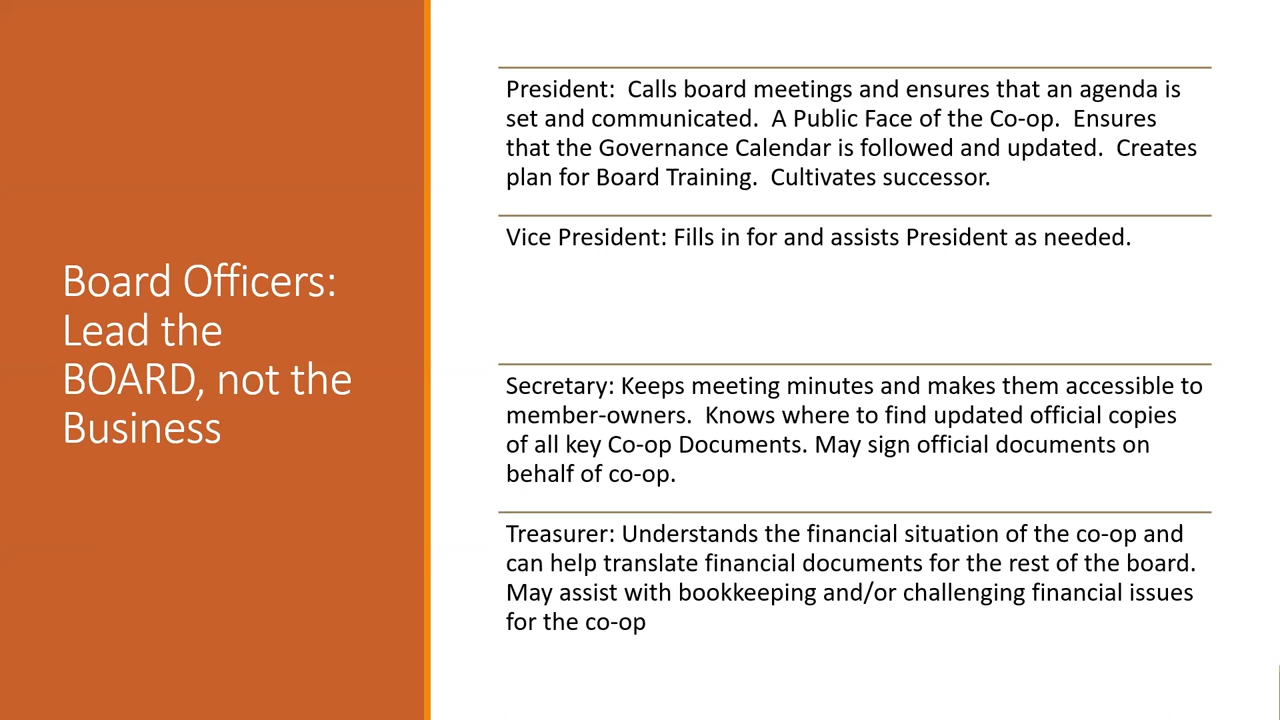 Board Officers:
Lead the
BOARD, not the
Business
President:  Calls board meetings and ensures that an agenda is
set and communicated.  A Public Face of the Co-op.  Ensures
that the Governance Calendar is followed and updated.  Creates
plan for Board Training.  Cultivates successor.
Vice President: Fills in for and assists President as needed.
Secretary: Keeps meeting minutes and makes them accessible to
member-owners.  Knows where to find updated official copies
of all key Co-op Documents. May sign official documents on
behalf of co-op.
Treasurer: Understands the financial situation of the co-op and
can help translate financial documents for the rest of the board.
May assist with bookkeeping and/or challenging financial issues
for the co-op